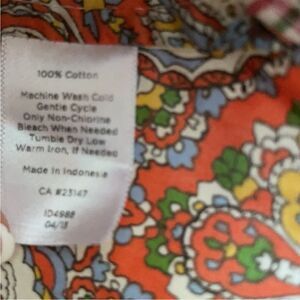 100% Cotton
Machine Wash Cold
Gentle Cycle
Only Non-Chlorine
Bleach When Needed
Tumble Dry Low
Warm Iron, If Needed
Made in Indonesia
CA #23147
ID4988
04/13